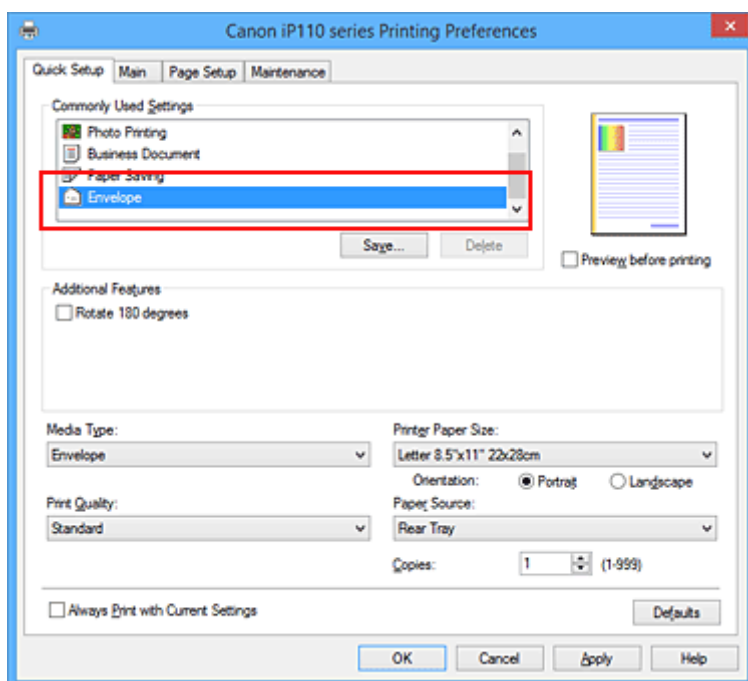 Canon iP110 series Printing Preferences
Quick Setup Main Page Setup Maintenance
Commonly Used Settings
Photo Printing
Business Document
Paper Saving
Envelope
Save... Delete
Preview before printing
Additional Features
Rotate 180 degrees
Media Type: Printer Paper Size:
Envelope Letter 8.5"x11" 22x28cm
Orientation: Portrait Landscape
Print Quality: Paper Source:
Standard Rear Tray
Copies: 1 (1-999)
Always Print with Current Settings Defaults
OK Cancel Apply Help